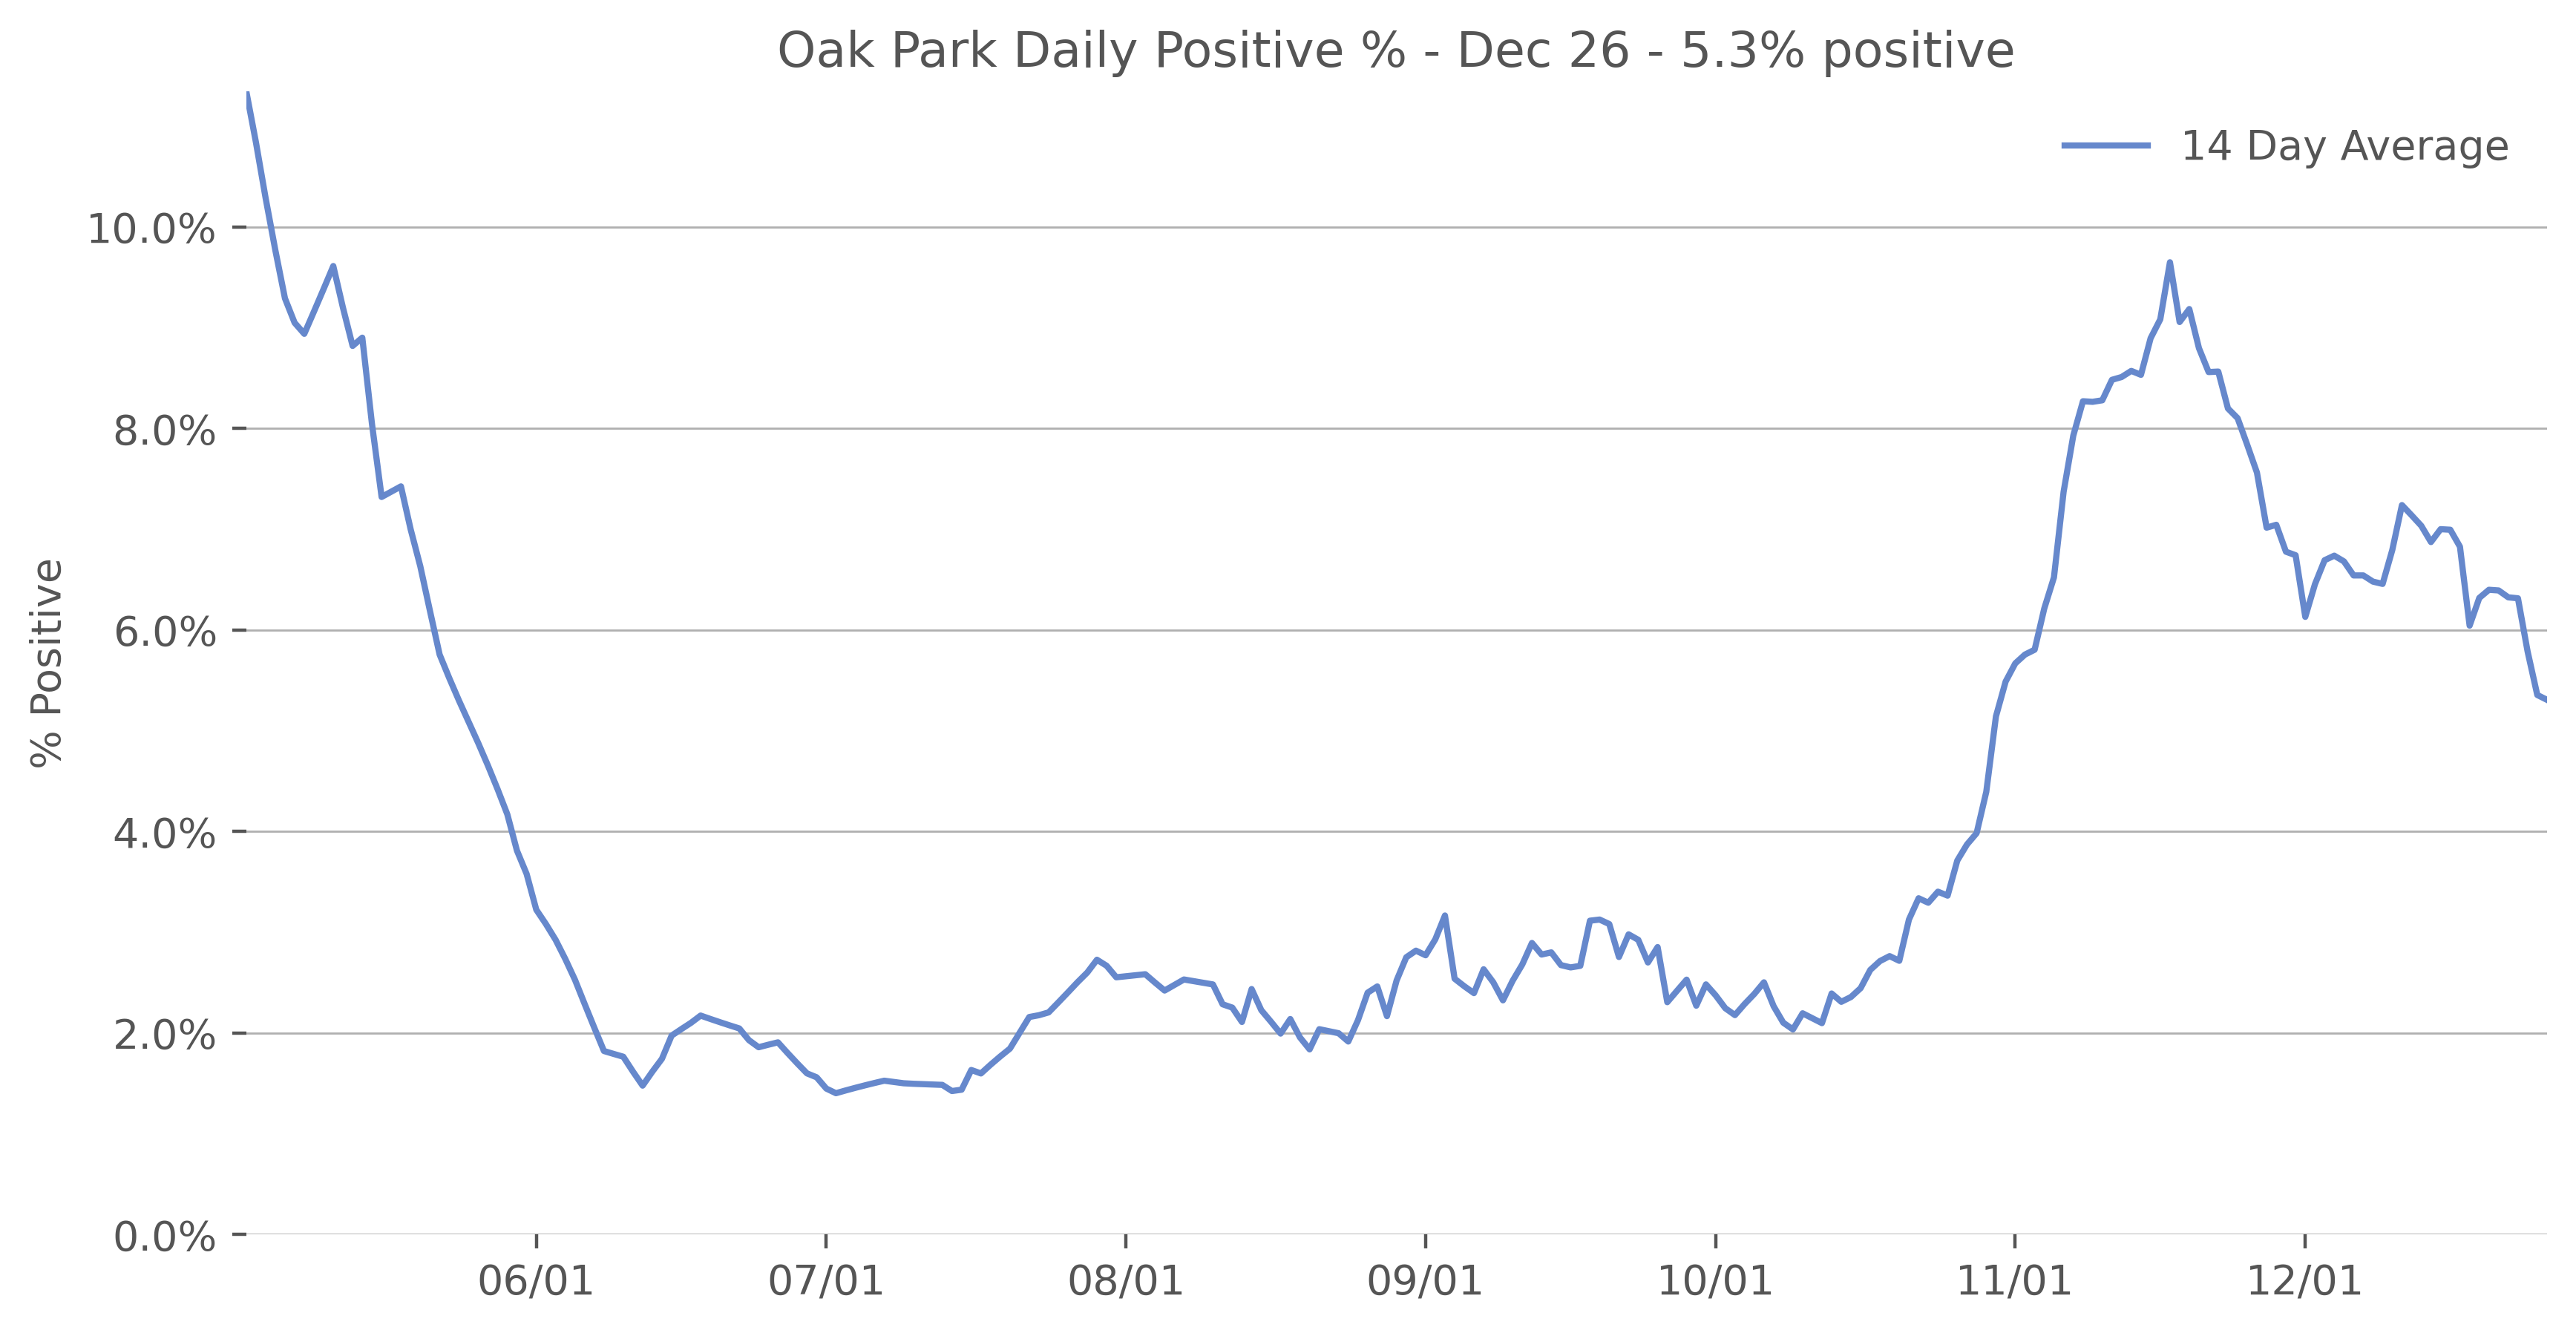 Oak Park Daily Positive % - Dec 26 - 5.3% positive
14 Day Average
% Positive
10.0%
8.0%
6.0%
4.0%
2.0%
0.0%
06/01 07/01 08/01 09/01 10/01 11/01 12/01